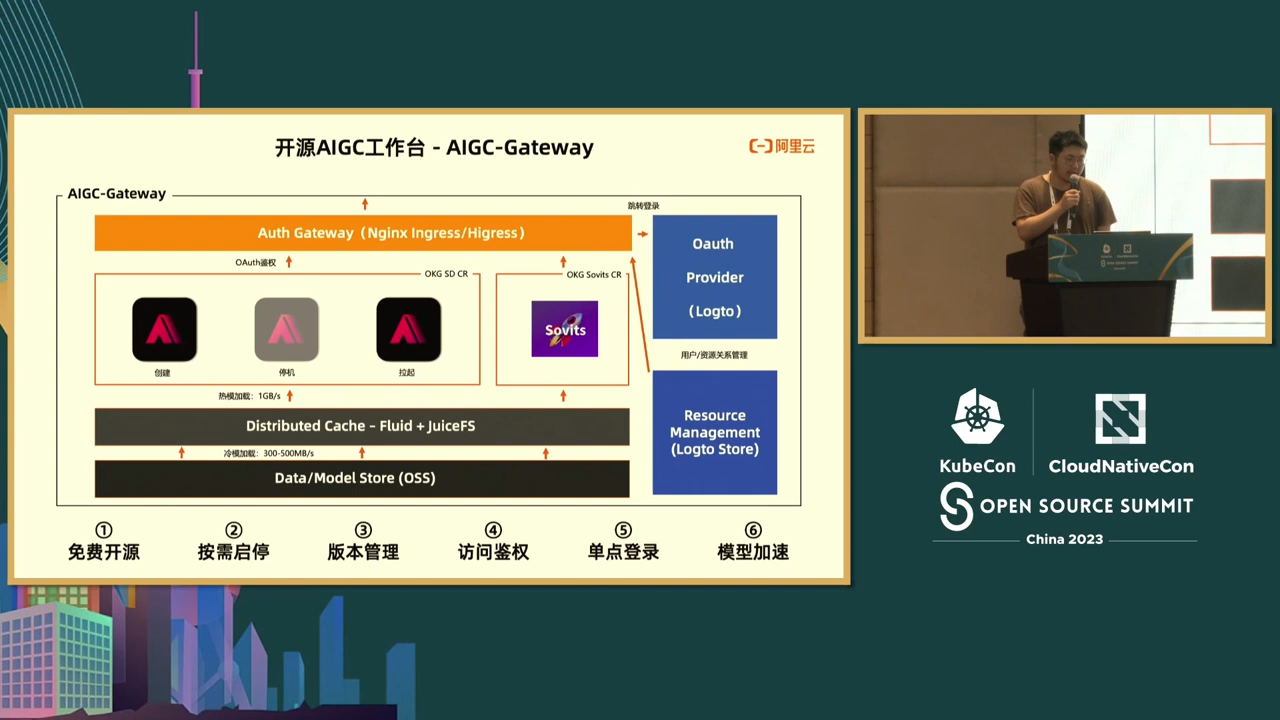 开源AIGC工作台 - AIGC-Gateway
阿里云
AIGC-Gateway
跳转登录
Auth Gateway（Nginx Ingress/Higress）
Oauth
Provider
（Logto）
OAuth鉴权
OKG SD CR
OKG Sovits CR
Sovits
创建
停机
拉起
用户/资源关系管理
热模加载：1GB/s
Distributed Cache – Fluid + JuiceFS
Resource
Management
(Logto Store)
冷模加载：300-500MB/s
Data/Model Store (OSS)
①
免费开源
②
按需启停
③
版本管理
④
访问鉴权
⑤
单点登录
⑥
模型加速
KubeCon
CloudNativeCon
OPEN SOURCE SUMMIT
China 2023